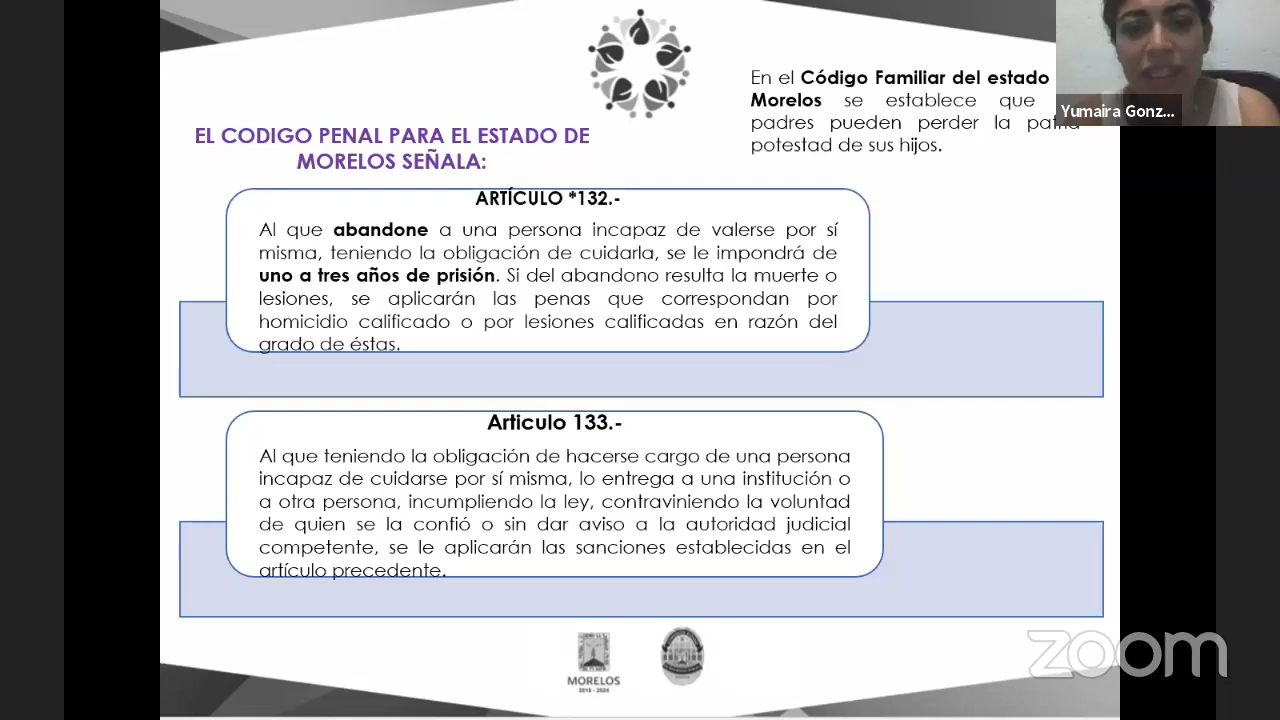 En el Código Familiar del estado
Morelos se establece que
padres pueden perder la patria
potestad de sus hijos.
Yumaira Gonz...
EL CODIGO PENAL PARA EL ESTADO DE
MORELOS SEÑALA:
ARTÍCULO *132.-
Al que abandone a una persona incapaz de valerse por sí
misma, teniendo la obligación de cuidarla, se le impondrá de
uno a tres años de prisión. Si del abandono resulta la muerte o
lesiones, se aplicarán las penas que correspondan por
homicidio calificado o por lesiones calificadas en razón del
grado de éstas.
Articulo 133.-
Al que teniendo la obligación de hacerse cargo de una persona
incapaz de cuidarse por sí misma, lo entrega a una institución o
a otra persona, incumpliendo la ley, contraviniendo la voluntad
de quien se la confió o sin dar aviso a la autoridad judicial
competente, se le aplicarán las sanciones establecidas en el
artículo precedente.
MORELOS
2018 - 2024
zoom